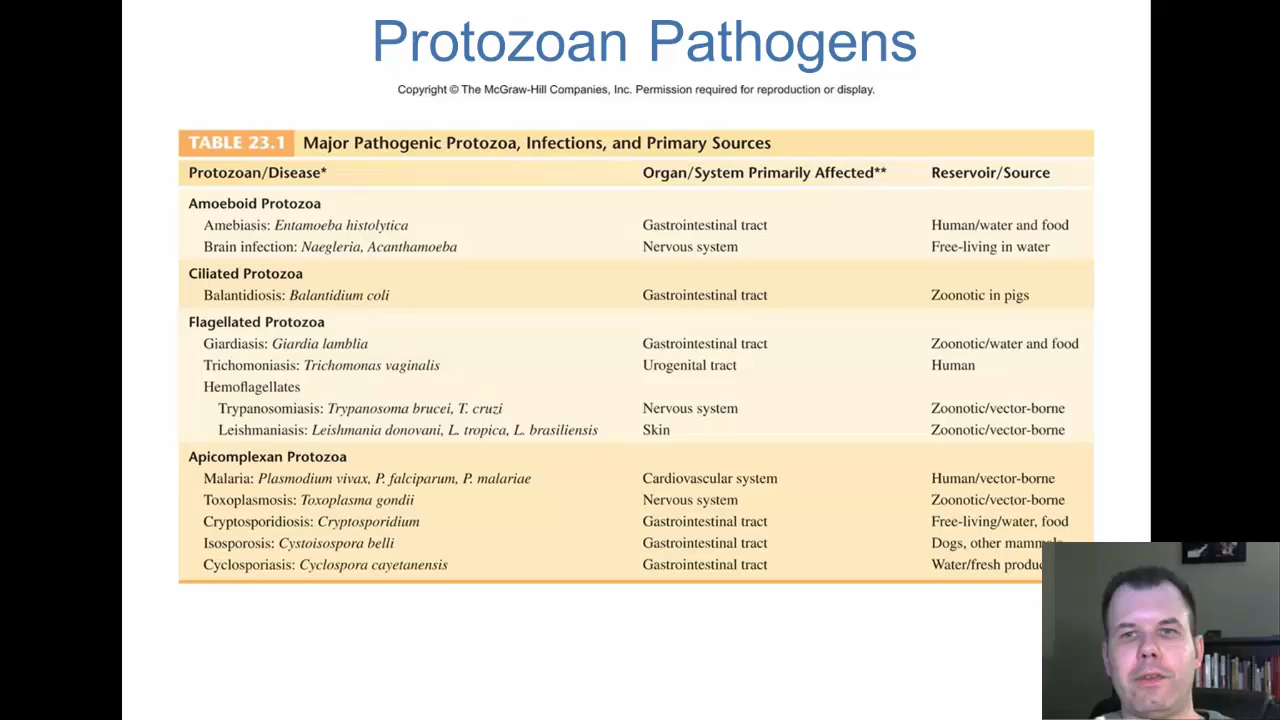 Protozoan Pathogens
Copyright © The McGraw-Hill Companies, Inc. Permission required for reproduction or display.
TABLE 23.1 Major Pathogenic Protozoa, Infections, and Primary Sources
Protozoan/Disease* Organ/System Primarily Affected** Reservoir/Source
Amoeboid Protozoa
Amebiasis: Entamoeba histolytica Gastrointestinal tract Human/water and food
Brain infection: Naegleria, Acanthamoeba Nervous system Free-living in water
Ciliated Protozoa
Balantidiosis: Balantidium coli Gastrointestinal tract Zoonotic in pigs
Flagellated Protozoa
Giardiasis: Giardia lamblia Gastrointestinal tract Zoonotic/water and food
Trichomoniasis: Trichomonas vaginalis Urogenital tract Human
Hemoflagellates
Trypanosomiasis: Trypanosoma brucei, T. cruzi Nervous system Zoonotic/vector-borne
Leishmaniasis: Leishmania donovani, L. tropica, L. brasiliensis Skin Zoonotic/vector-borne
Apicomplexan Protozoa
Malaria: Plasmodium vivax, P. falciparum, P. malariae Cardiovascular system Human/vector-borne
Toxoplasmosis: Toxoplasma gondii Nervous system Zoonotic/vector-borne
Cryptosporidiosis: Cryptosporidium Gastrointestinal tract Free-living/water, food
Isosporosis: Cystoisospora belli Gastrointestinal tract Dogs, other mammals
Cyclosporiasis: Cyclospora cayetanensis Gastrointestinal tract Water/fresh